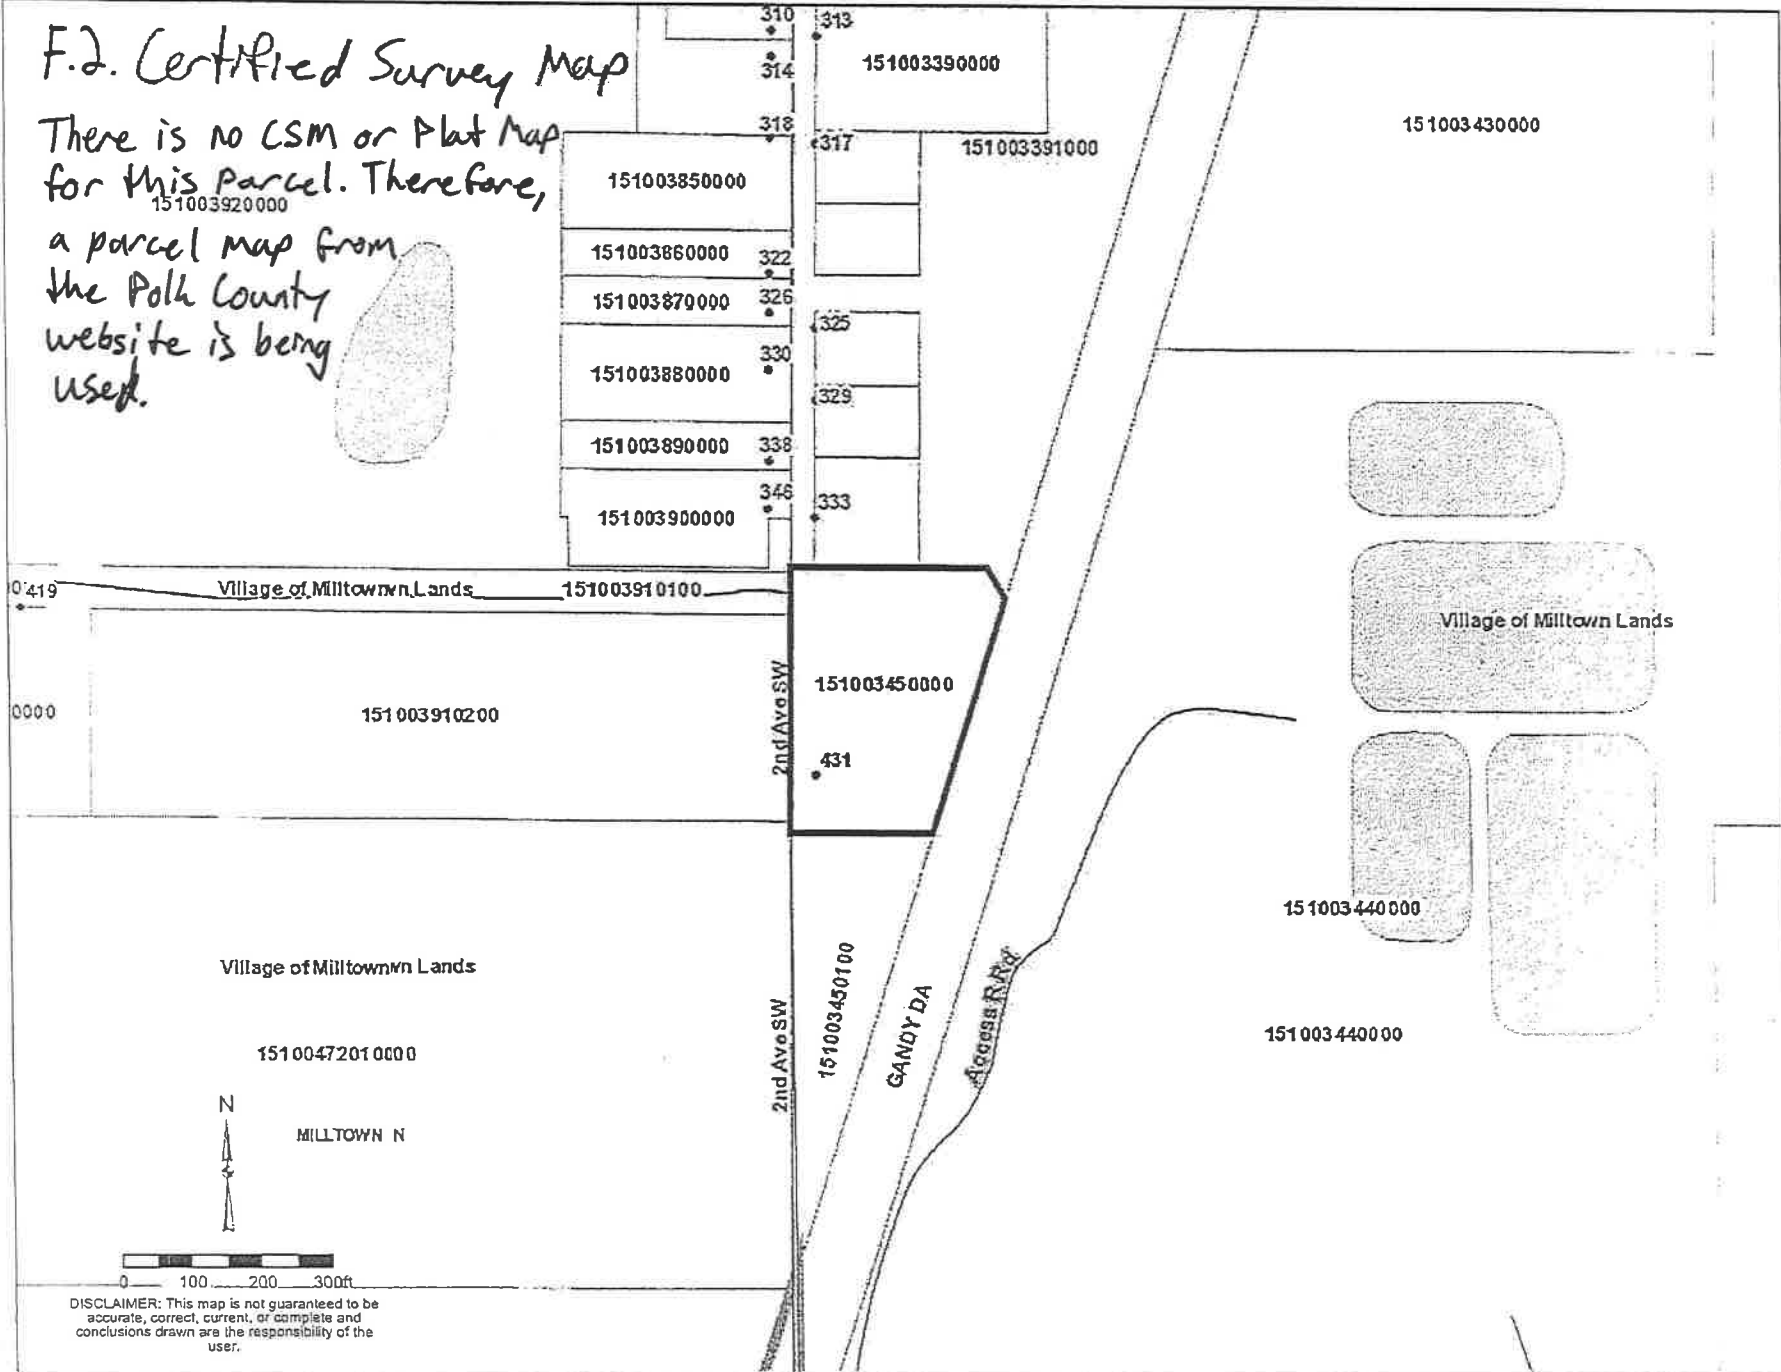 F.2. Certified Survey Map
There is no CSM or Plat Map
for this parcel. Therefore,
a parcel map from
the Polk County
website is being
used.
310
313
314
151003390000
318
317
151003391000
151003430000
151003850000
151003920000
151003860000
322
151003870000
326
325
151003880000
330
329
151003890000
338
346
333
151003900000
419
Village of Milltownwn Lands
151003910100
Village of Milltown Lands
2nd Ave SW
151003450000
0000
151003910200
431
151003440000
Village of Milltownwn Lands
151003450100
GANDY DA
Access R Rd
2nd Ave SW
151003440000
15100472010000
N
MILLTOWN N
0 100 200 300ft
DISCLAIMER: This map is not guaranteed to be
accurate, correct, current, or complete and
conclusions drawn are the responsibility of the
user.